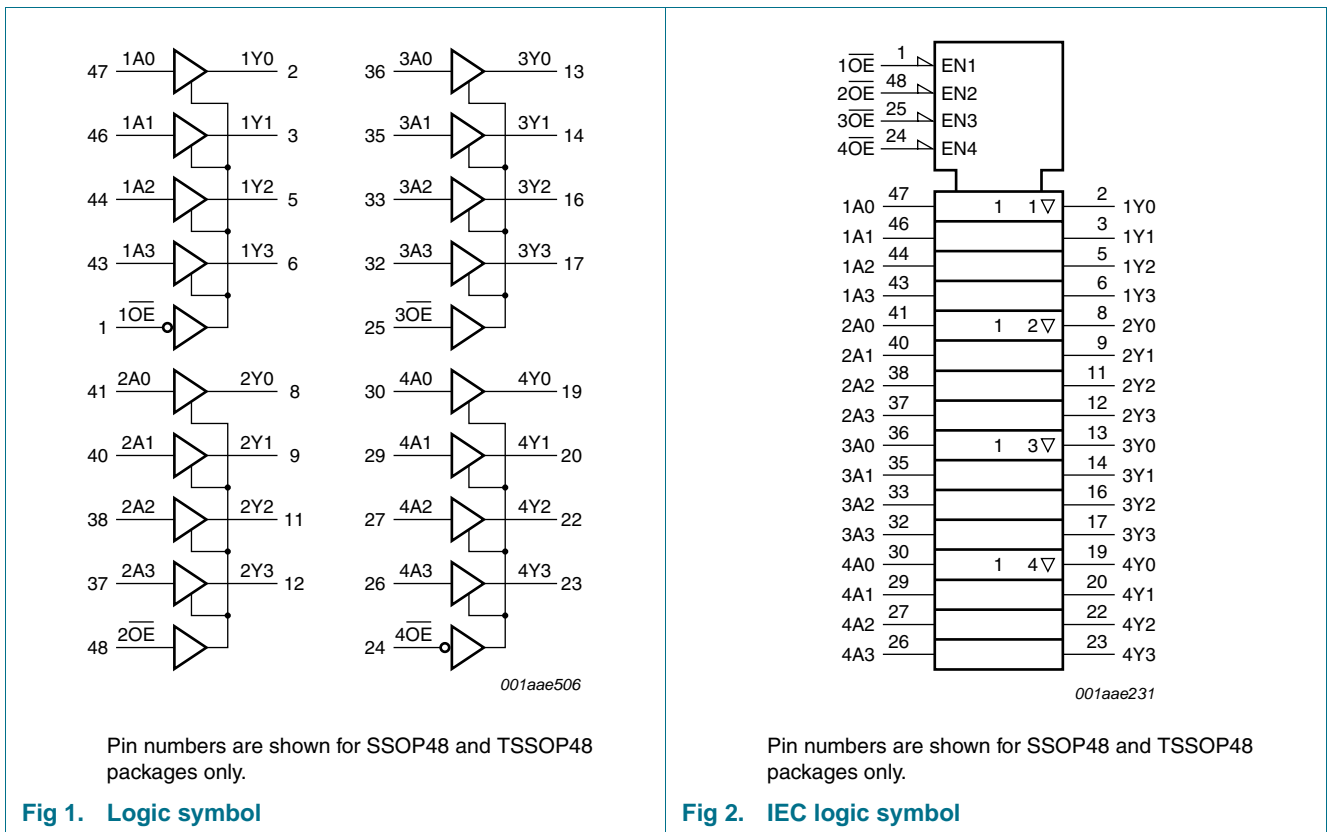 47 1A0 1Y0 2
46 1A1 1Y1 3
44 1A2 1Y2 5
43 1A3 1Y3 6
1 1O̅E̅
41 2A0 2Y0 8
40 2A1 2Y1 9
38 2A2 2Y2 11
37 2A3 2Y3 12
48 2O̅E̅
36 3A0 3Y0 13
35 3A1 3Y1 14
33 3A2 3Y2 16
32 3A3 3Y3 17
25 3O̅E̅
30 4A0 4Y0 19
29 4A1 4Y1 20
27 4A2 4Y2 22
26 4A3 4Y3 23
24 4O̅E̅
001aae506
Pin numbers are shown for SSOP48 and TSSOP48
packages only.
Fig 1. Logic symbol
1O̅E̅ 1 EN1
2O̅E̅ 48 EN2
3O̅E̅ 25 EN3
4O̅E̅ 24 EN4
1A0 47 1 1▽ 2 1Y0
1A1 46 3 1Y1
1A2 44 5 1Y2
1A3 43 6 1Y3
2A0 41 1 2▽ 8 2Y0
2A1 40 9 2Y1
2A2 38 11 2Y2
2A3 37 12 2Y3
3A0 36 1 3▽ 13 3Y0
3A1 35 14 3Y1
3A2 33 16 3Y2
3A3 32 17 3Y3
4A0 30 1 4▽ 19 4Y0
4A1 29 20 4Y1
4A2 27 22 4Y2
4A3 26 23 4Y3
001aae231
Pin numbers are shown for SSOP48 and TSSOP48
packages only.
Fig 2. IEC logic symbol